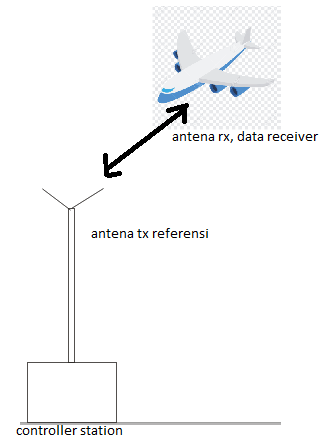 antena rx, data receiver
antena tx referensi
controller station